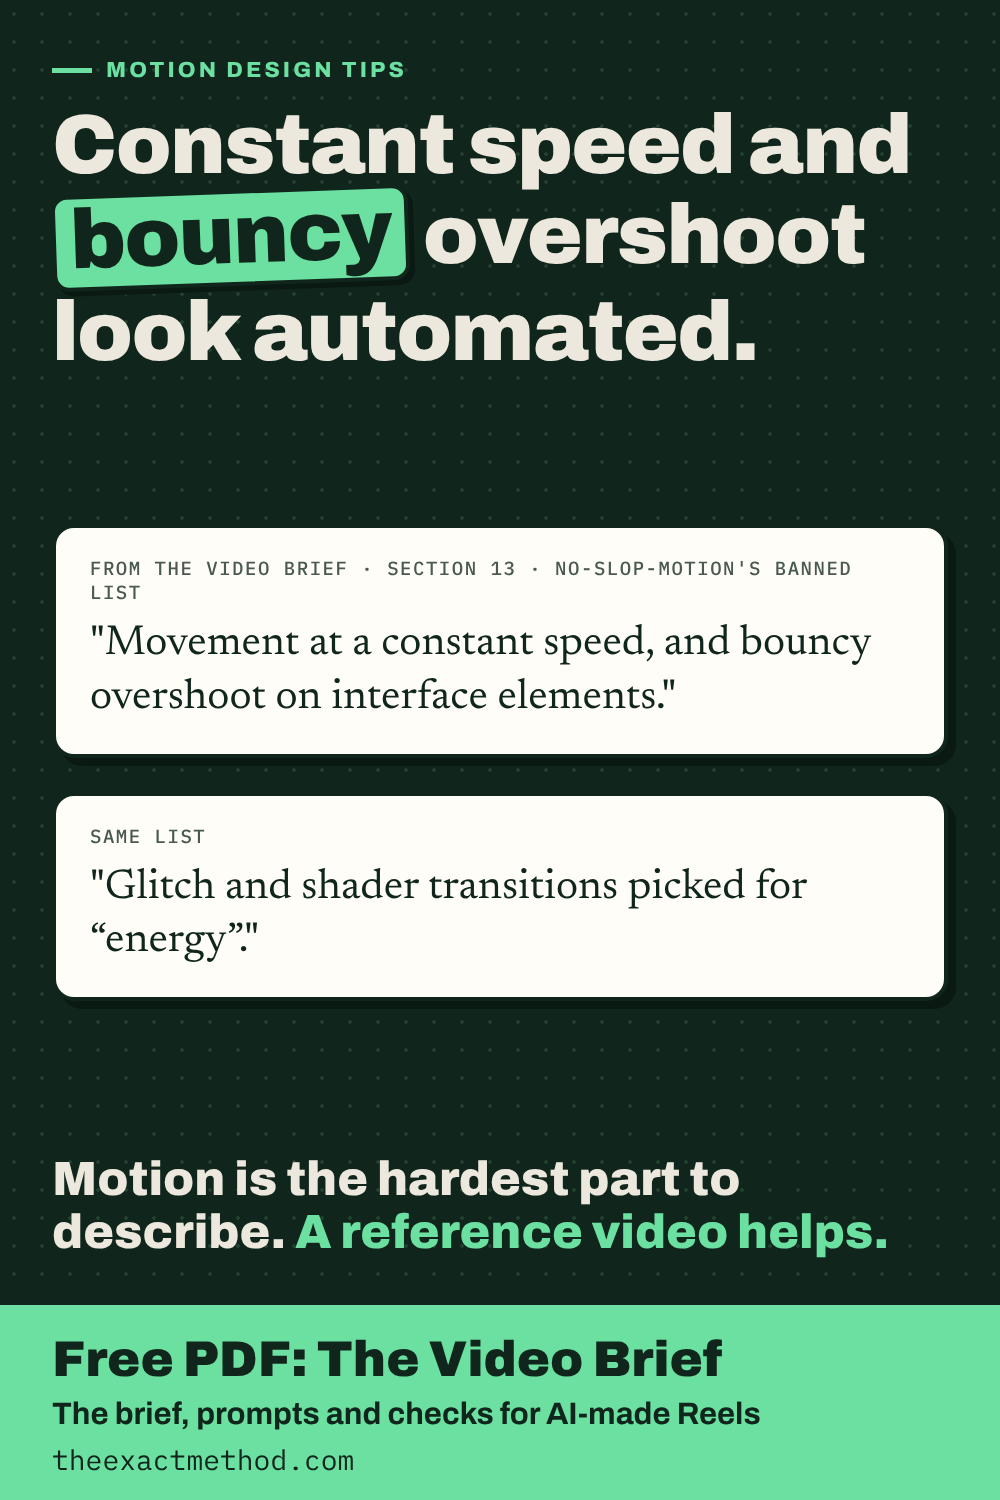 MOTION DESIGN TIPS
Constant speed and
bouncy overshoot
look automated.
FROM THE VIDEO BRIEF · SECTION 13 · NO-SLOP-MOTION'S BANNED
LIST
"Movement at a constant speed, and bouncy
overshoot on interface elements."
SAME LIST
"Glitch and shader transitions picked for
“energy”."
Motion is the hardest part to
describe. A reference video helps.
Free PDF: The Video Brief
The brief, prompts and checks for AI-made Reels
theexactmethod.com